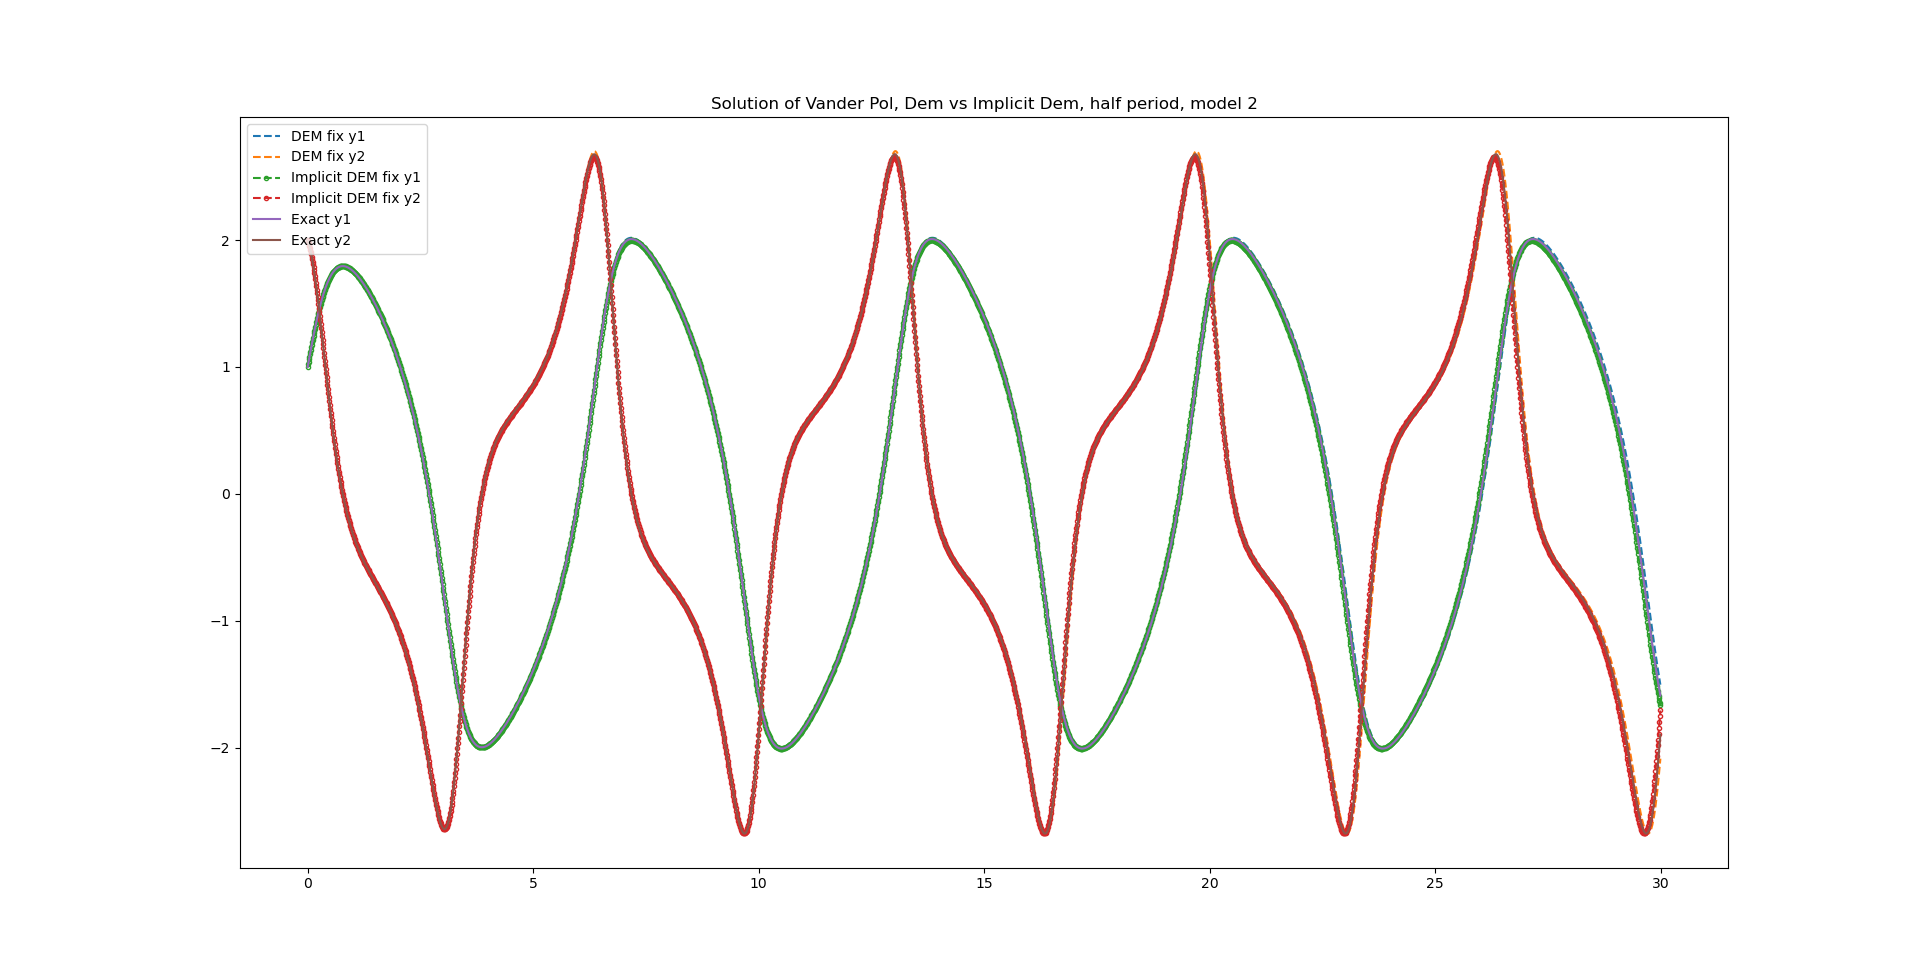 Solution of Vander Pol, Dem vs Implicit Dem, half period, model 2
DEM fix y1
DEM fix y2
Implicit DEM fix y1
Implicit DEM fix y2
Exact y1
Exact y2
2
1
0
−1
−2
0 5 10 15 20 25 30